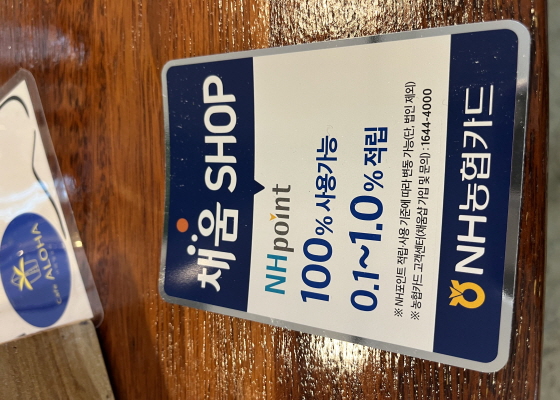 채움 SHOP
NHpoint
100% 사용가능
0.1~1.0% 적립
※ NH포인트 적립/사용 기준에 따라 변동 가능(단, 법인 제외)
※ 농협카드 고객센터(채움샵 가입 및 문의) : 1644-4000
NH농협카드
CAFE
ALOHA